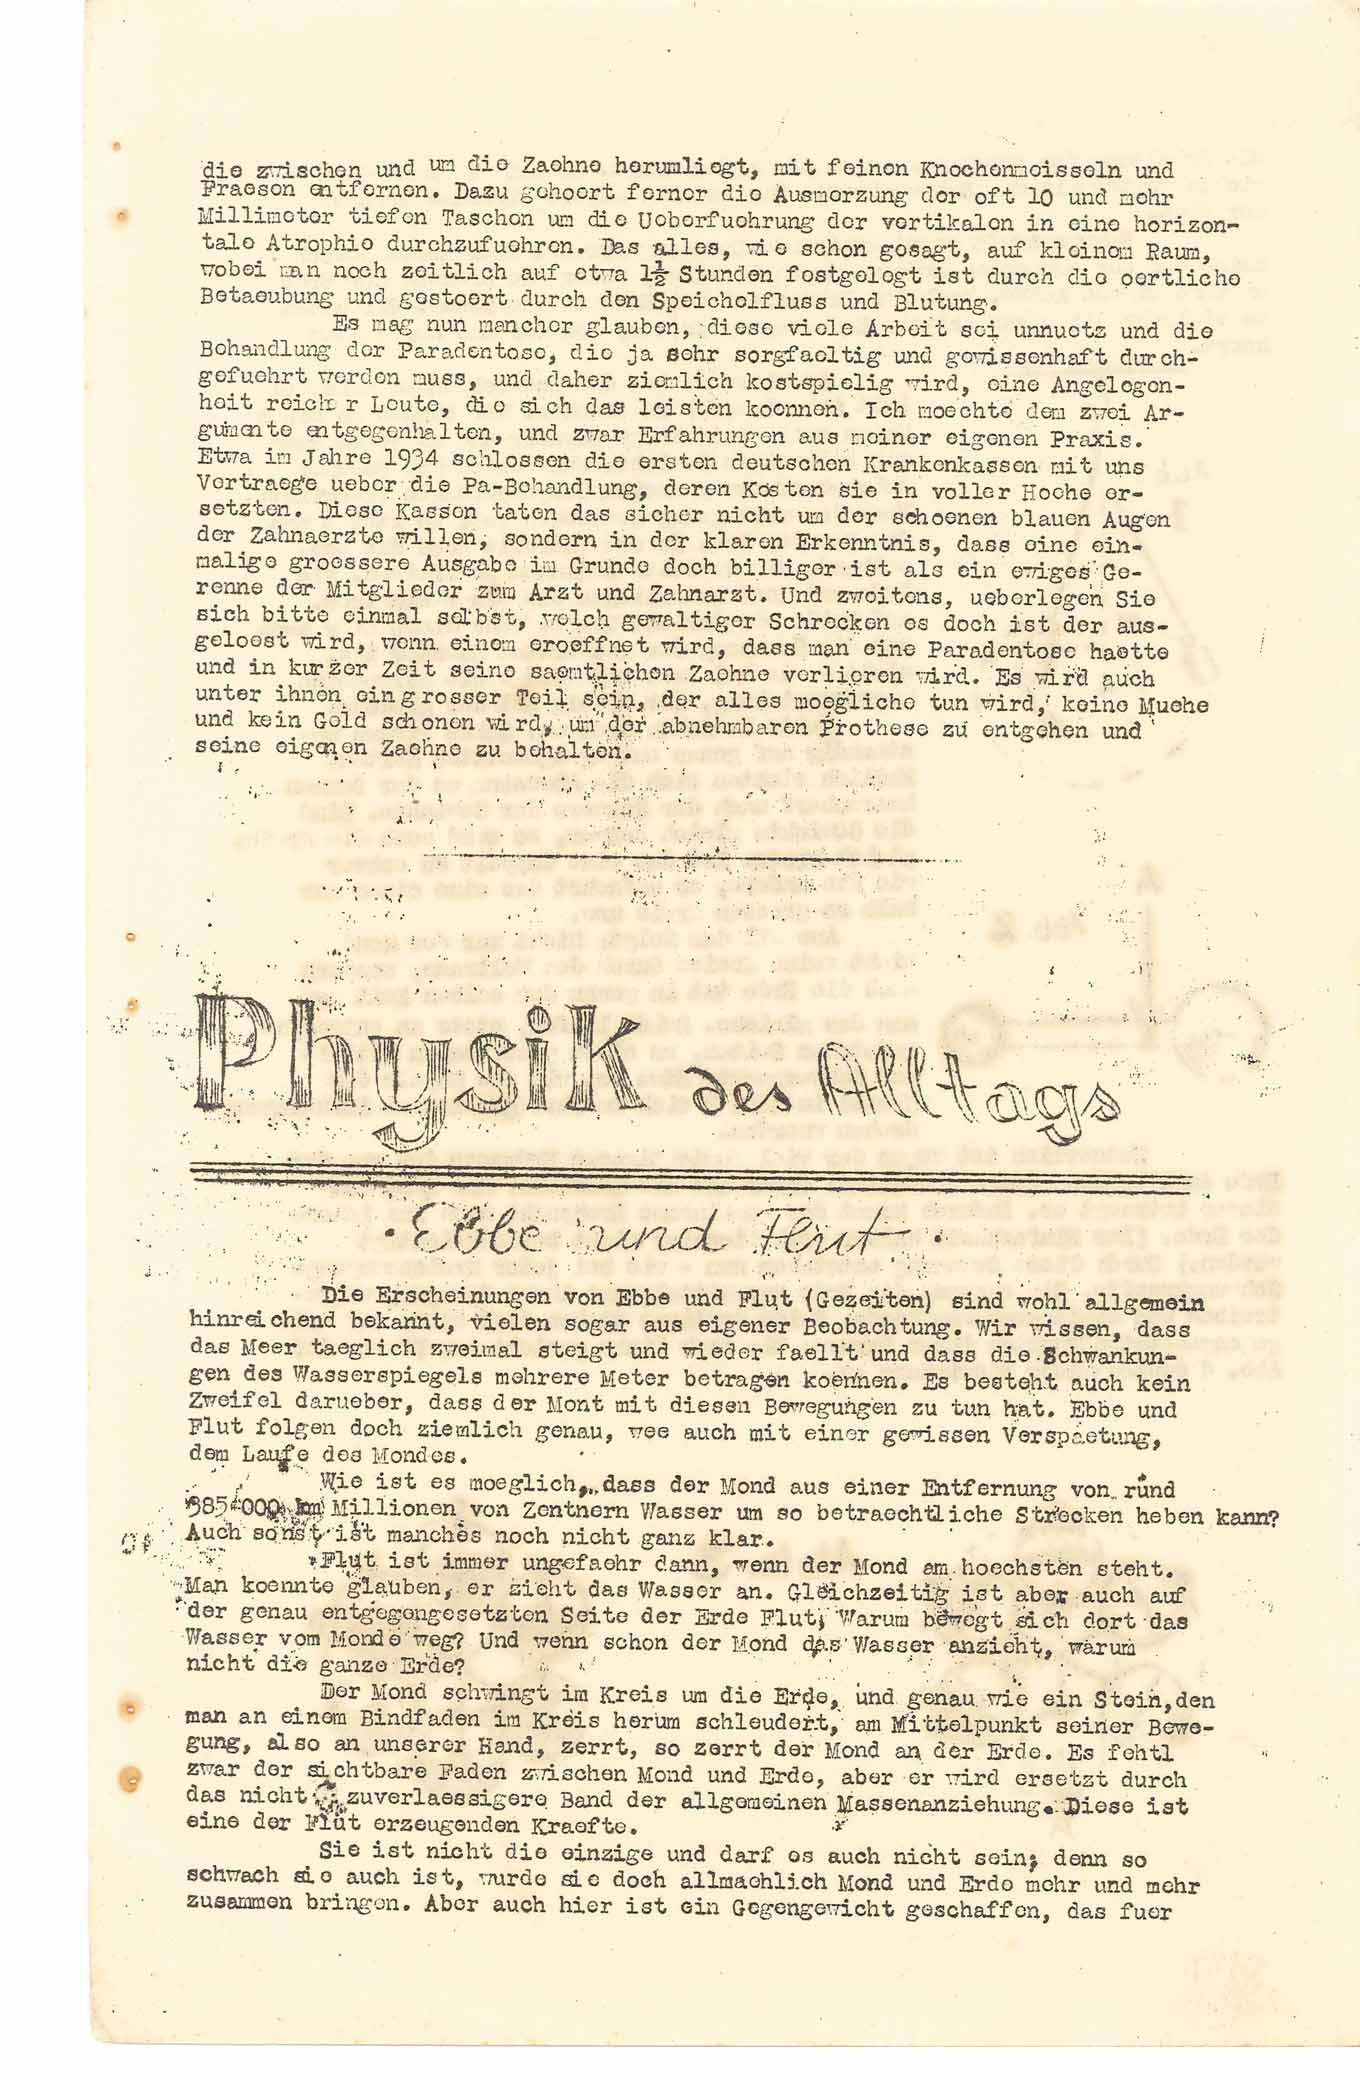 die zwischen und um die Zaehne herumliegt, mit feinen Knochenmeisseln und
Fraesen entfernen. Dazu gehoert ferner die Ausmerzung der oft 10 und mehr
Millimeter tiefen Taschen um die Ueberfuehrung der vertikalen in eine horizon-
tale Atrophie durchzufuehren. Das alles, wie schon gesagt, auf kleinem Raum,
wobei man noch zeitlich auf etwa 1½ Stunden festgelegt ist durch die oertliche
Betaeubung und gestoert durch den Speichelfluss und Blutung.
Es mag nun mancher glauben, diese viele Arbeit sei unnuetz und die
Behandlung der Paradentose, die ja sehr sorgfaeltig und gewissenhaft durch-
gefuehrt werden muss, und daher ziemlich kostspielig wird, eine Angelegen-
heit reicher Leute, die sich das leisten koennen. Ich moechte dem zwei Ar-
gumente entgegenhalten, und zwar Erfahrungen aus meiner eigenen Praxis.
Etwa im Jahre 1934 schlossen die ersten deutschen Krankenkassen mit uns
Vertraege ueber die Pa-Behandlung, deren Kosten sie in voller Hoehe er-
setzten. Diese Kassen taten das sicher nicht um der schoenen blauen Augen
der Zahnaerzte willen, sondern in der klaren Erkenntnis, dass eine ein-
malige groessere Ausgabe im Grunde doch billiger ist als ein ewiges Ge-
renne der Mitglieder zum Arzt und Zahnarzt. Und zweitens, ueberlegen Sie
sich bitte einmal selbst, welch gewaltiger Schrecken es doch ist der aus-
geloest wird, wenn einem eroeffnet wird, dass man eine Paradentose haette
und in kurzer Zeit seine saemtlichen Zaehne verlieren wird. Es wird auch
unter ihnen ein grosser Teil sein, der alles moegliche tun wird, keine Muehe
und kein Geld schonen wird, um der abnehmbaren Prothese zu entgehen und
seine eigenen Zaehne zu behalten.
Physik des Alltags
· Ebbe und Flut ·
Die Erscheinungen von Ebbe und Flut (Gezeiten) sind wohl allgemein
hinreichend bekannt, vielen sogar aus eigener Beobachtung. Wir wissen, dass
das Meer taeglich zweimal steigt und wieder faellt und dass die Schwankun-
gen des Wasserspiegels mehrere Meter betragen koennen. Es besteht auch kein
Zweifel darueber, dass der Mont mit diesen Bewegungen zu tun hat. Ebbe und
Flut folgen doch ziemlich genau, wee auch mit einer gewissen Verspaetung,
dem Laufe des Mondes.
Wie ist es moeglich, dass der Mond aus einer Entfernung von rund
385 000 km Millionen von Zentnern Wasser um so betraechtliche Strecken heben kann?
Auch sonst ist manches noch nicht ganz klar.
Flut ist immer ungefaehr dann, wenn der Mond am hoechsten steht.
Man koennte glauben, er zieht das Wasser an. Gleichzeitig ist aber auch auf
der genau entgegengesetzten Seite der Erde Flut. Warum bewegt sich dort das
Wasser vom Monde weg? Und wenn schon der Mond das Wasser anzieht, warum
nicht die ganze Erde?
Der Mond schwingt im Kreis um die Erde, und genau wie ein Stein, den
man an einem Bindfaden im Kreis herum schleudert, am Mittelpunkt seiner Bewe-
gung, also an unserer Hand, zerrt, so zerrt der Mond an der Erde. Es fehtl
zwar der sichtbare Faden zwischen Mond und Erde, aber er wird ersetzt durch
das nicht zuverlaessigere Band der allgemeinen Massenanziehung. Diese ist
eine der Flut erzeugenden Kraefte.
Sie ist nicht die einzige und darf es auch nicht sein; denn so
schwach sie auch ist, wurde sie doch allmaehlich Mond und Erde mehr und mehr
zusammen bringen. Aber auch hier ist ein Gegengewicht geschaffen, das fuer